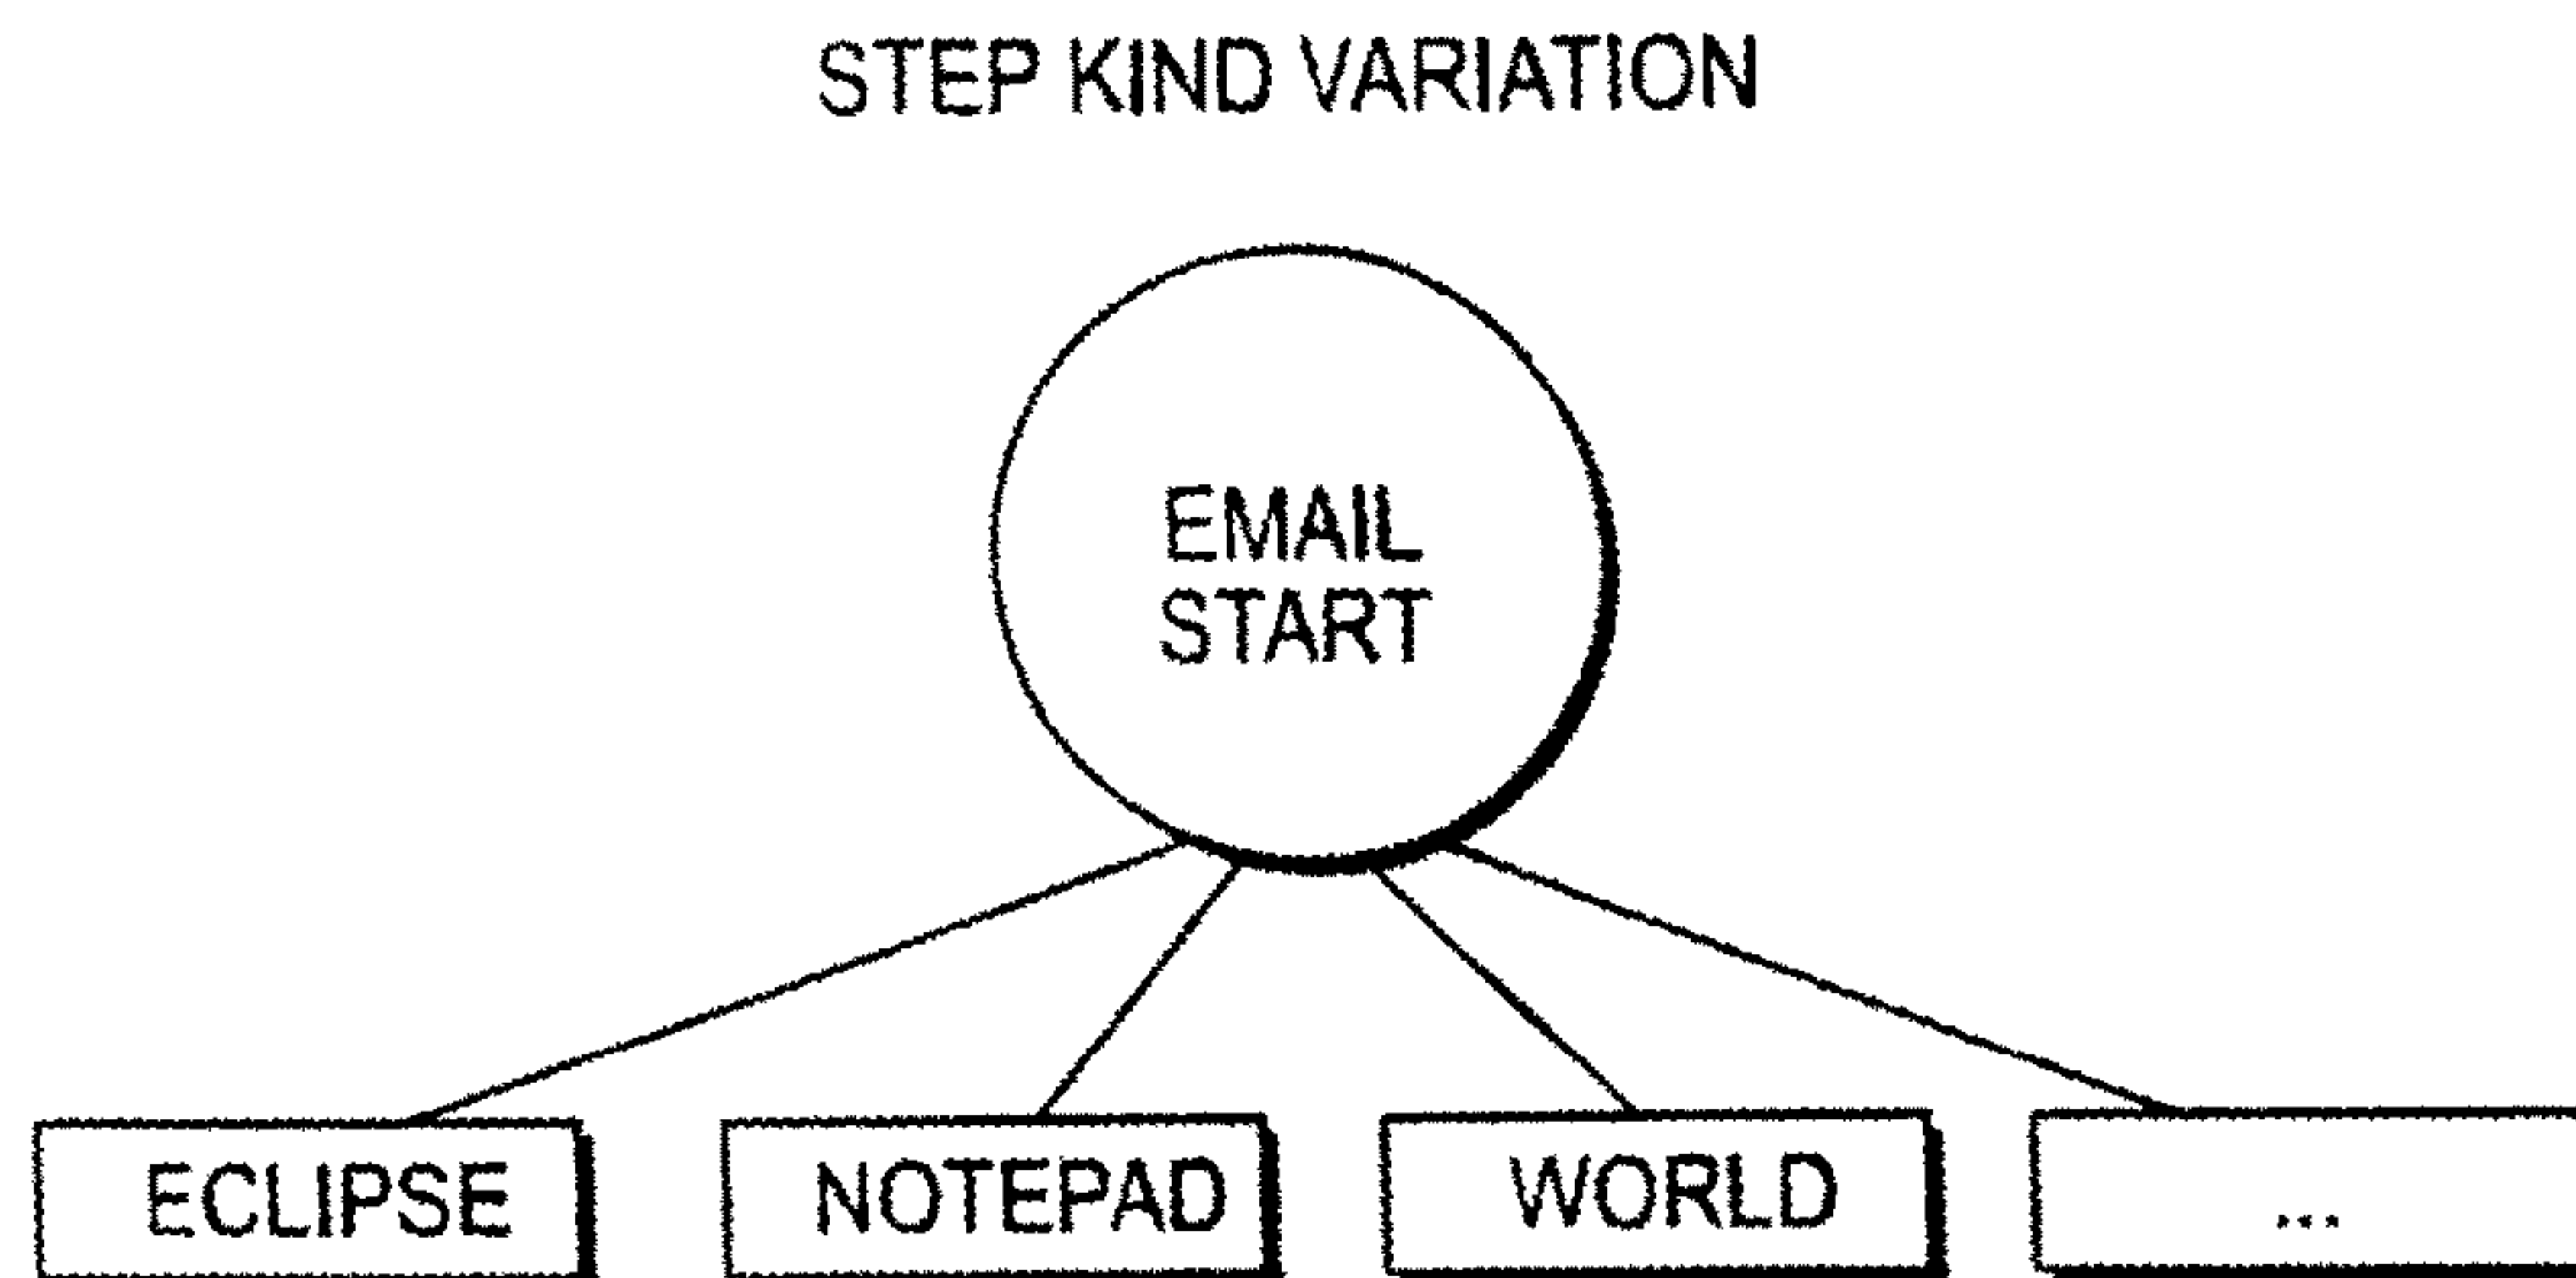 STEP KIND VARIATION
EMAIL
START
ECLIPSE
NOTEPAD
WORLD
...